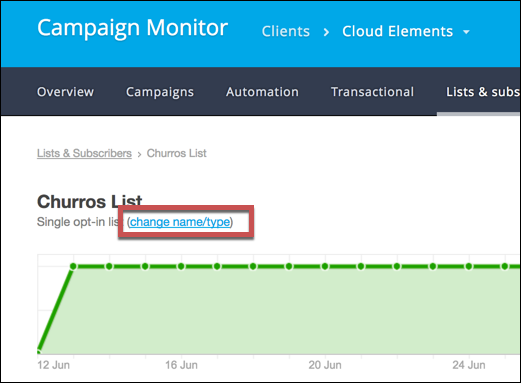 Campaign Monitor Clients › Cloud Elements
Overview Campaigns Automation Transactional Lists & subs
Lists & Subscribers › Churros List
Churros List
Single opt-in lis (change name/type)
12 Jun 16 Jun 20 Jun 24 Jun